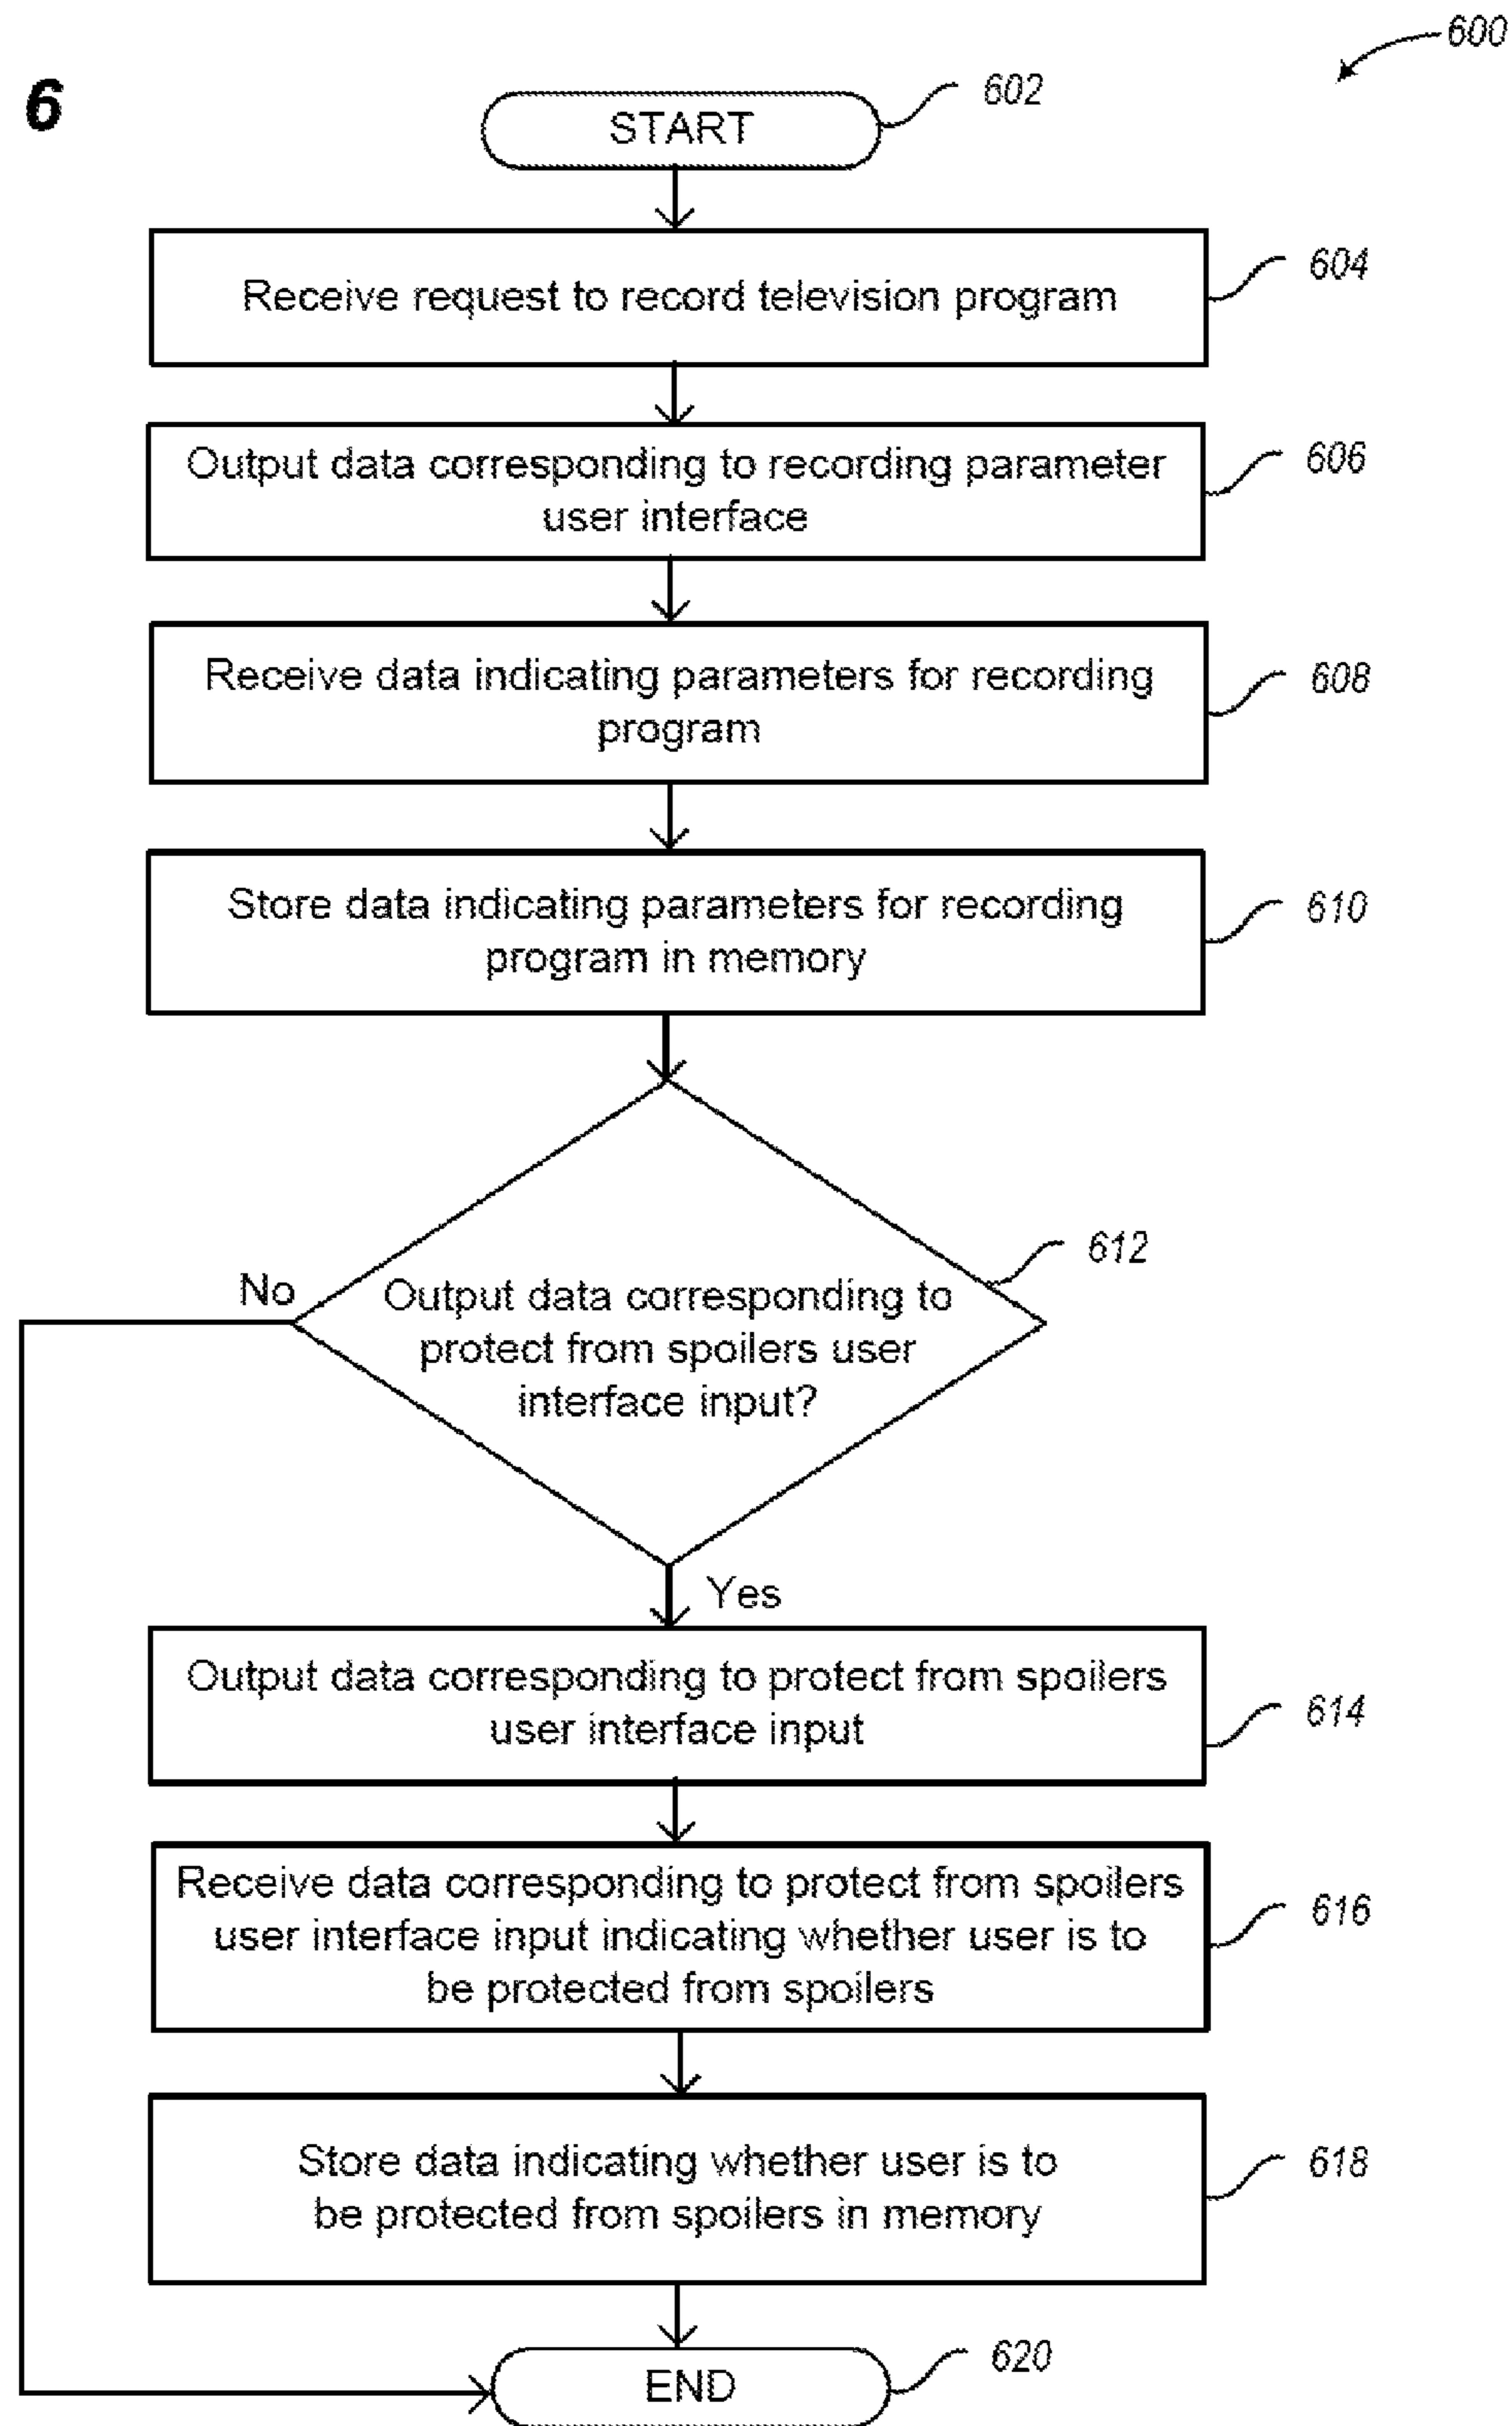 600
6
602
START
604
Receive request to record television program
606
Output data corresponding to recording parameter
user interface
608
Receive data indicating parameters for recording
program
610
Store data indicating parameters for recording
program in memory
612
No
Output data corresponding to
protect from spoilers user
interface input?
Yes
Output data corresponding to protect from spoilers
user interface input
614
Receive data corresponding to protect from spoilers
user interface input indicating whether user is to
be protected from spoilers
616
Store data indicating whether user is to
be protected from spoilers in memory
618
END
620